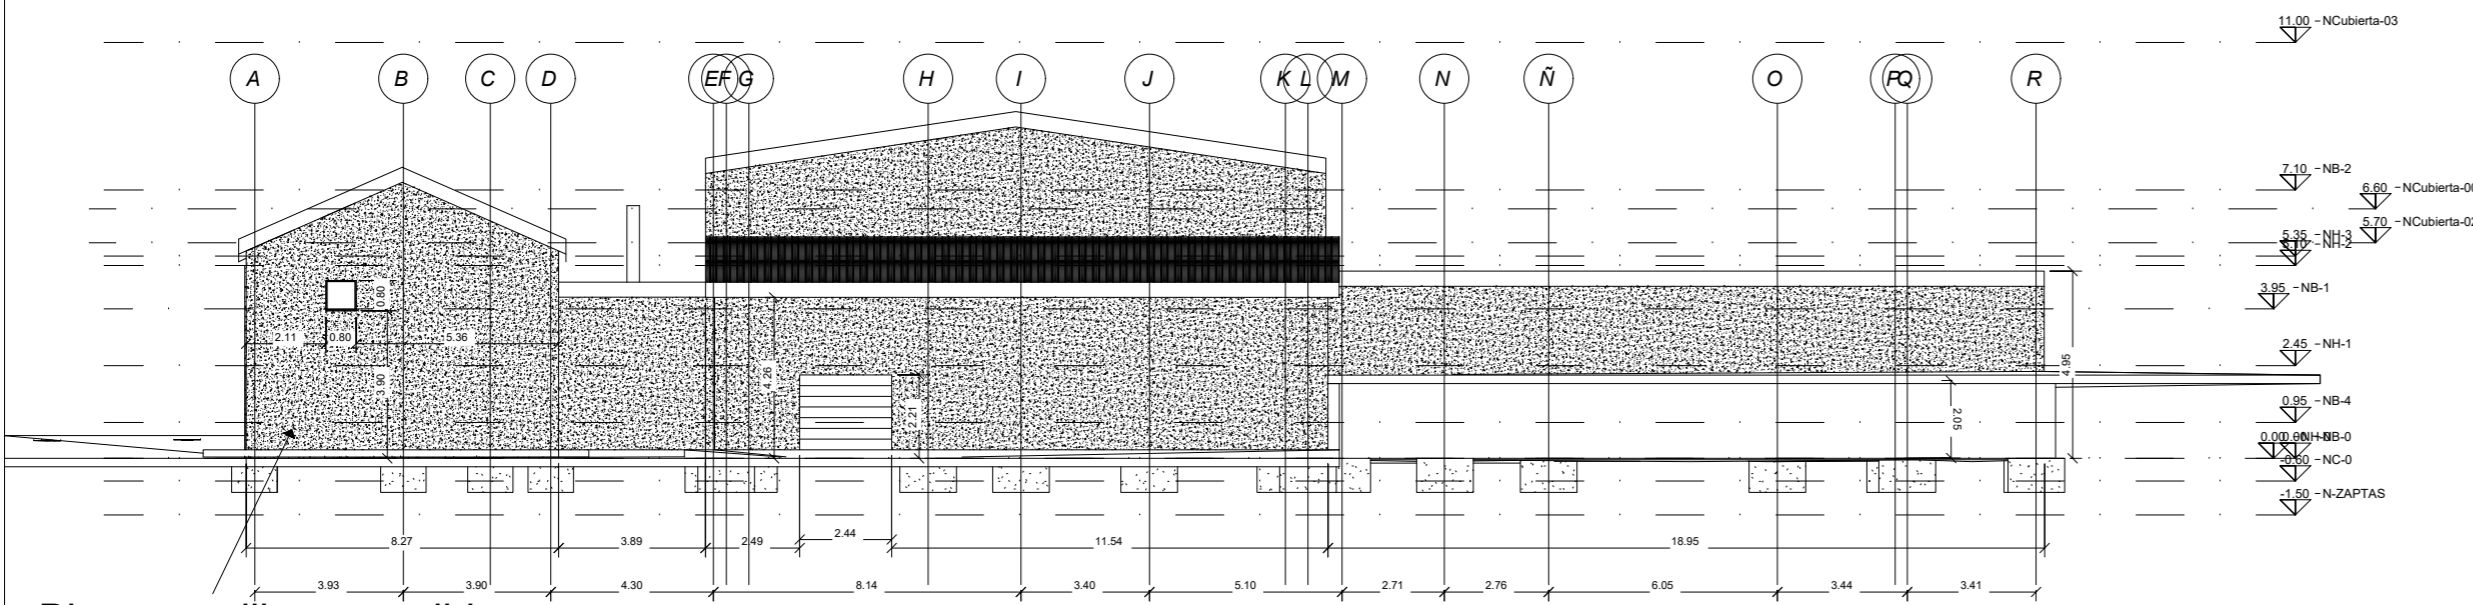 11.00 - NCubierta-03
A B C D E F G H I J K L M N Ñ O P Q R
7.10 - NB-2
6.60 - NCubierta-00
5.70 - NCubierta-02
5.35 - NH-3
5.10 - NH-2
3.95 - NB-1
2.45 - NH-1
0.95 - NB-4
0.00 - NB-0
-0.60 - NC-0
-1.50 - N-ZAPTAS
0.80
2.11 0.80 5.36
3.90
4.26
2.21
4.95
2.05
8.27 3.89 2.49 2.44 11.54 18.95
3.93 3.90 4.30 8.14 3.40 5.10 2.71 2.76 6.05 3.44 3.41